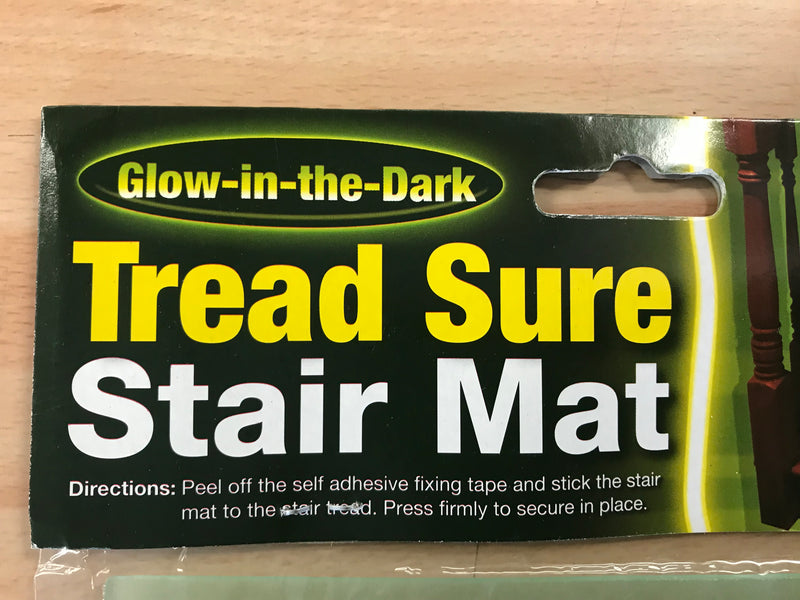 Glow-in-the-Dark
Tread Sure
Stair Mat
Directions: Peel off the self adhesive fixing tape and stick the stair
mat to the stair tread. Press firmly to secure in place.